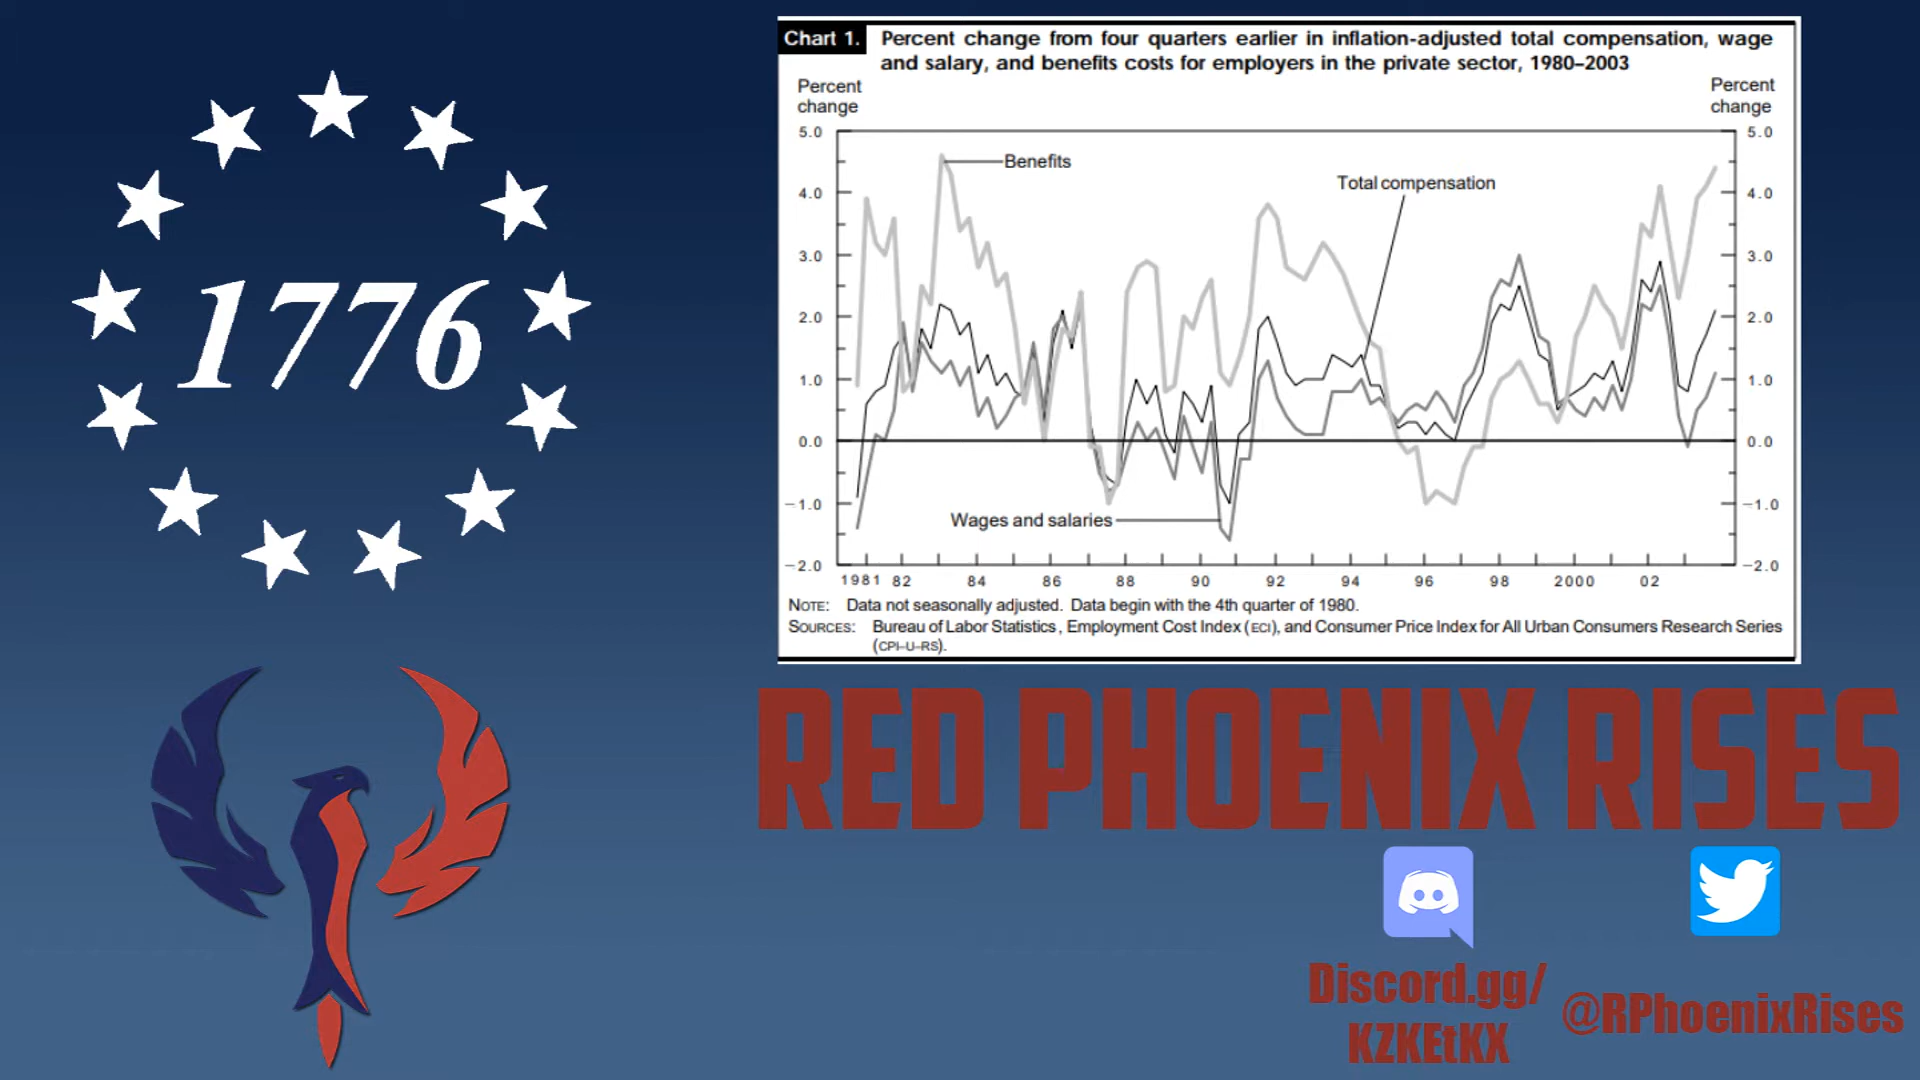 1776
Chart 1. Percent change from four quarters earlier in inflation-adjusted total compensation, wage
and salary, and benefits costs for employers in the private sector, 1980–2003
Percent
change
Percent
change
5.0
4.0
3.0
2.0
1.0
0.0
−1.0
−2.0
Benefits
Total compensation
Wages and salaries
5.0
4.0
3.0
2.0
1.0
0.0
−1.0
−2.0
1981 82 84 86 88 90 92 94 96 98 2000 02
NOTE: Data not seasonally adjusted. Data begin with the 4th quarter of 1980.
SOURCES: Bureau of Labor Statistics, Employment Cost Index (ECI), and Consumer Price Index for All Urban Consumers Research Series
(CPI–U–RS).
RED PHOENIX RISES
Discord.gg/
KZKEtKX
@RPhoenixRises